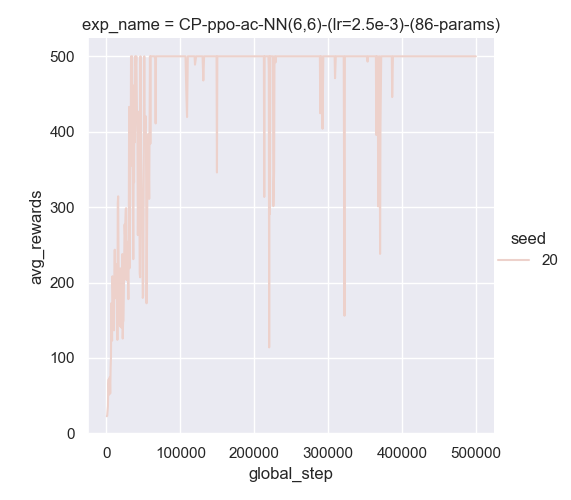 exp_name = CP-ppo-ac-NN(6,6)-(lr=2.5e-3)-(86-params)
500
400
300
200
100
0
avg_rewards
seed
20
0 100000 200000 300000 400000 500000
global_step